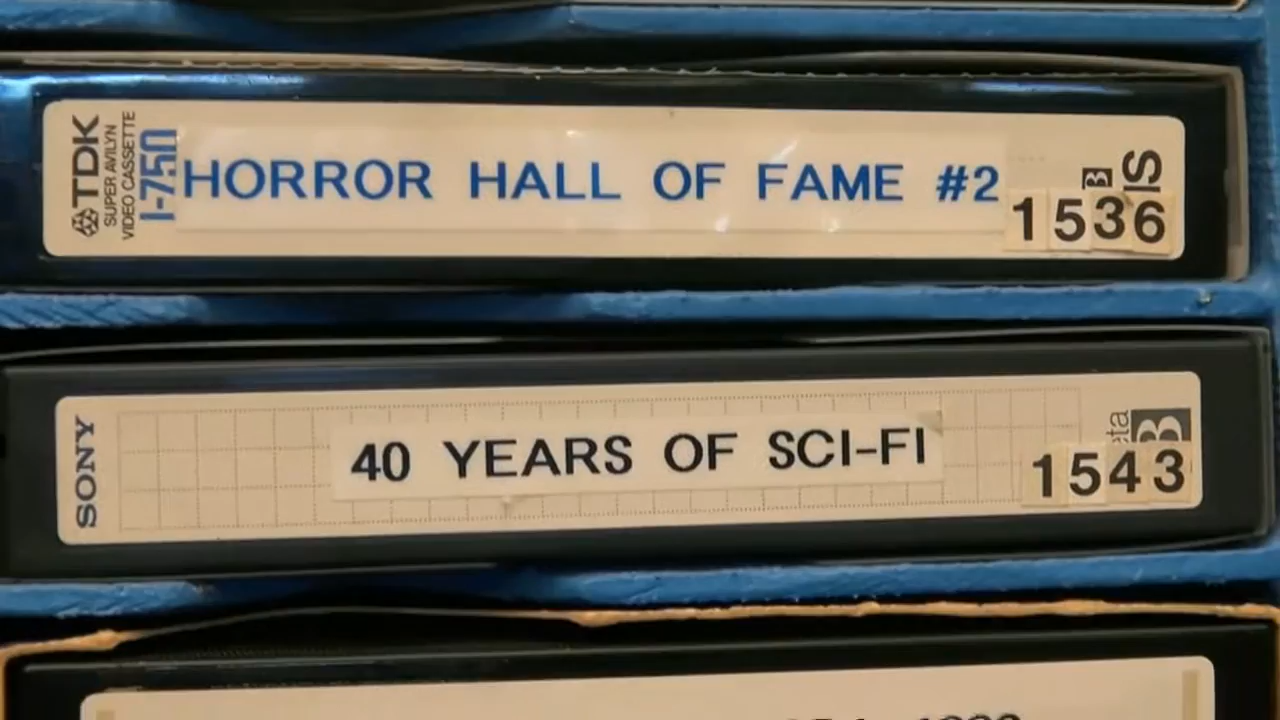 TDK
SUPER AVILYN
VIDEO CASSETTE
HORROR HALL OF FAME #2
B
IS
1536
SONY
40 YEARS OF SCI-FI
B
1543